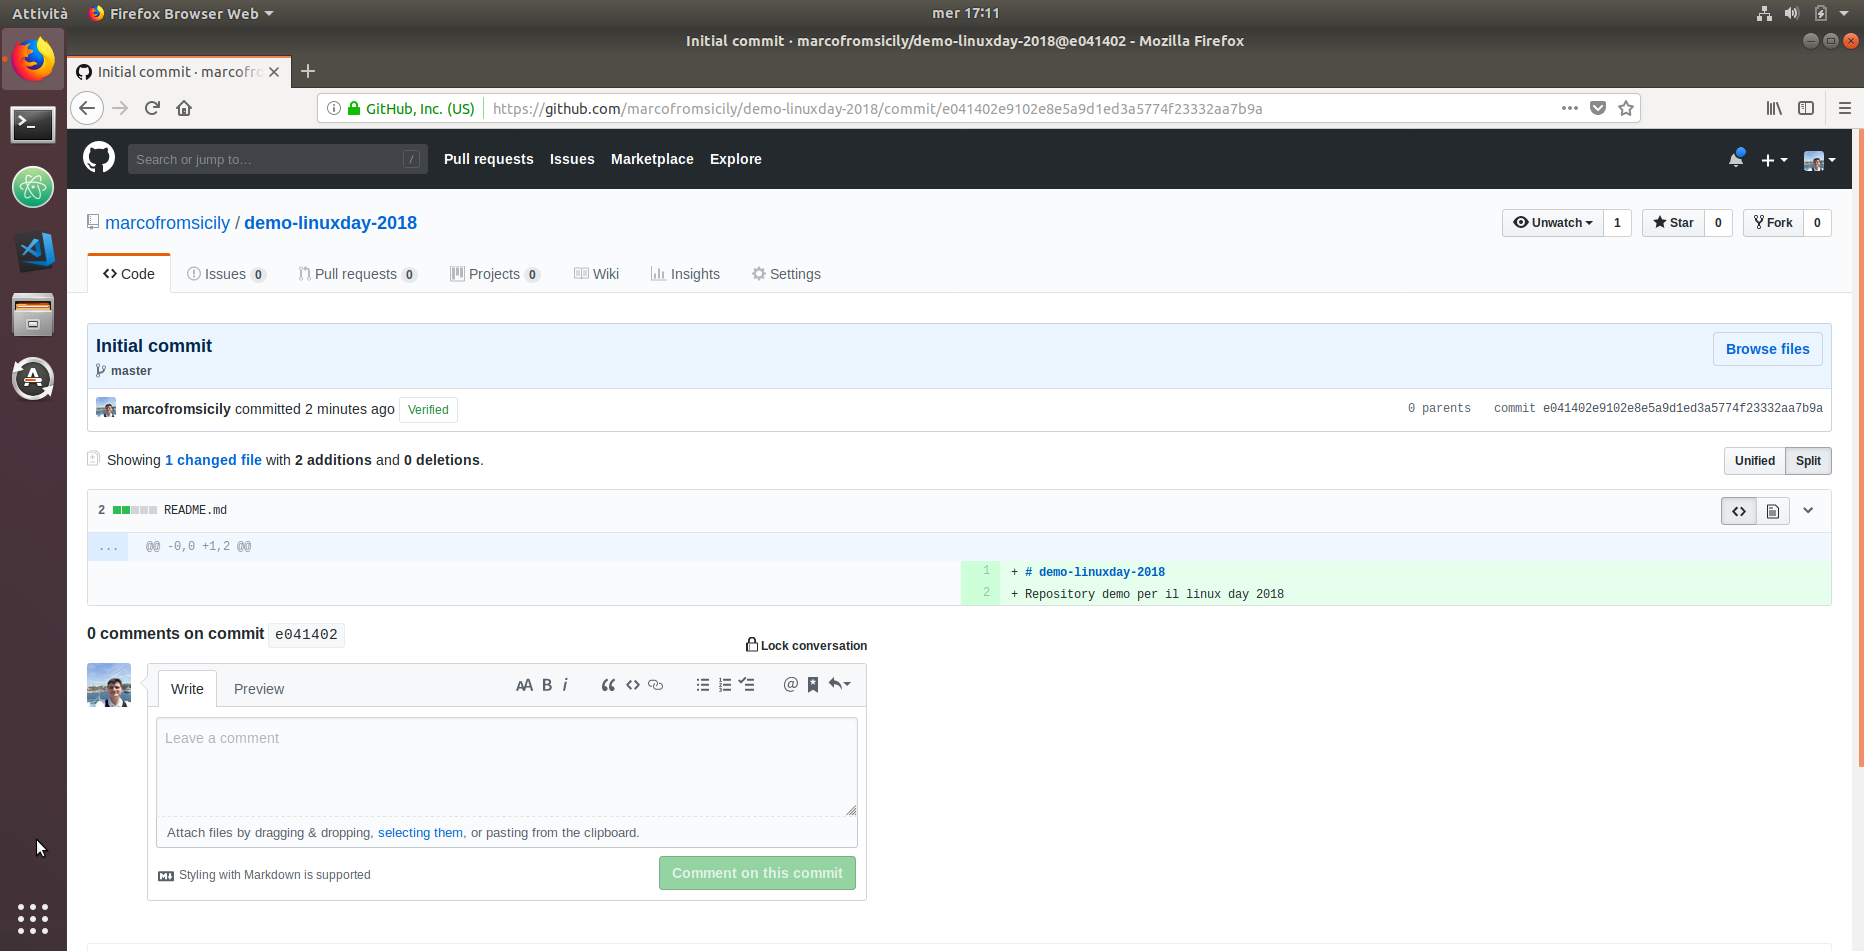 Attività Firefox Browser Web mer 17:11
Initial commit · marcofromsicily/demo-linuxday-2018@e041402 - Mozilla Firefox
Initial commit · marcofro
GitHub, Inc. (US) https://github.com/marcofromsicily/demo-linuxday-2018/commit/e041402e9102e8e5a9d1ed3a5774f23332aa7b9a
Search or jump to… / Pull requests Issues Marketplace Explore
marcofromsicily / demo-linuxday-2018 Unwatch 1 Star 0 Fork 0
Code Issues 0 Pull requests 0 Projects 0 Wiki Insights Settings
Initial commit Browse files
master
marcofromsicily committed 2 minutes ago Verified 0 parents commit e041402e9102e8e5a9d1ed3a5774f23332aa7b9a
Showing 1 changed file with 2 additions and 0 deletions. Unified Split
2 README.md
... @@ -0,0 +1,2 @@
1 + # demo-linuxday-2018
2 + Repository demo per il linux day 2018
0 comments on commit e041402
Lock conversation
Write Preview AA B i
Leave a comment
Attach files by dragging & dropping, selecting them, or pasting from the clipboard.
Styling with Markdown is supported Comment on this commit